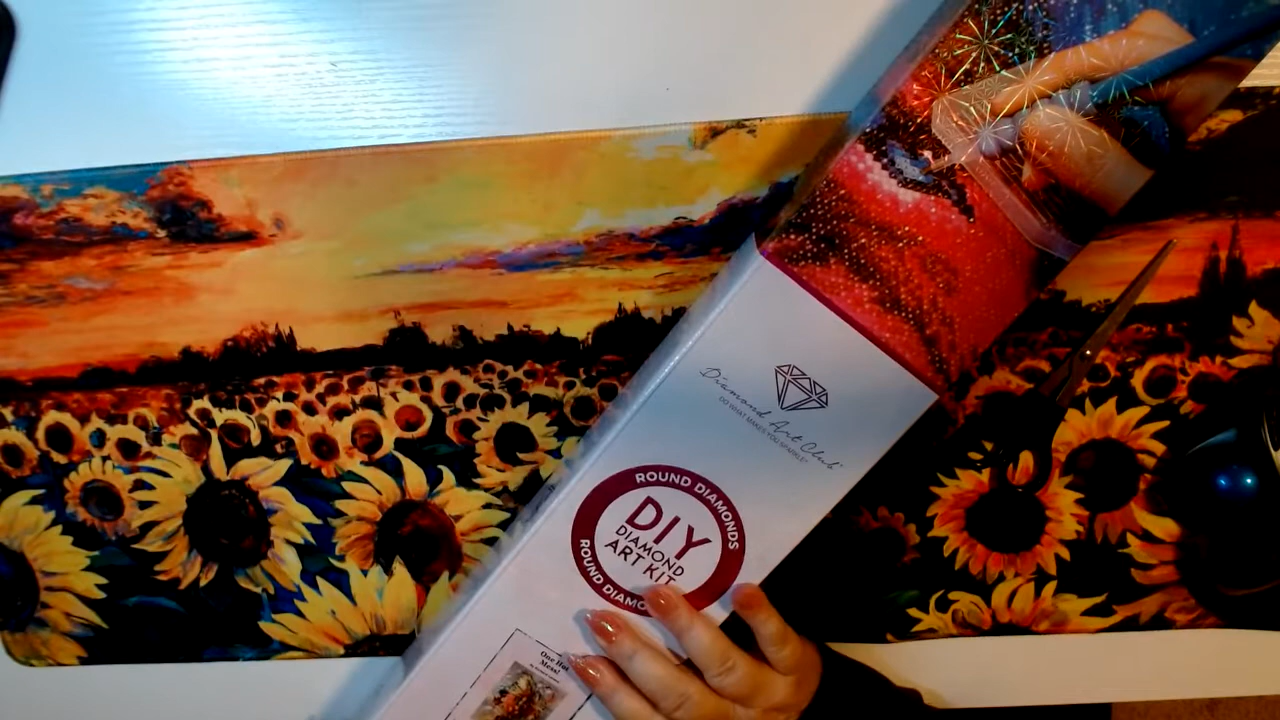 Diamond Art Club
DO WHAT MAKES YOU SPARKLE
ROUND DIAMONDS
DIY
DIAMOND
ART KIT
ROUND DIAMO
One Hot
Mess!